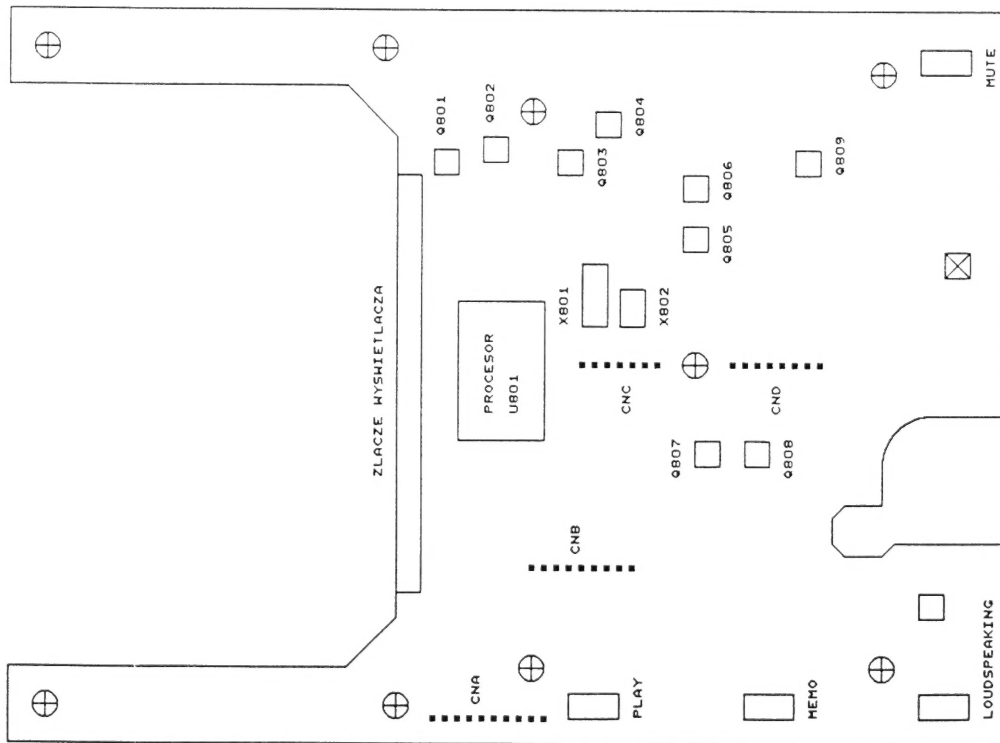 ZLACZE WYSWIETLACZA
Q801
CNA
PROCESOR
U801
Q802
X801
CNB
Q803
CNC
PLAY
Q804
X802
Q807
Q805
Q806
CND
Q808
MEMO
Q809
LOUDSPEAKING
MUTE